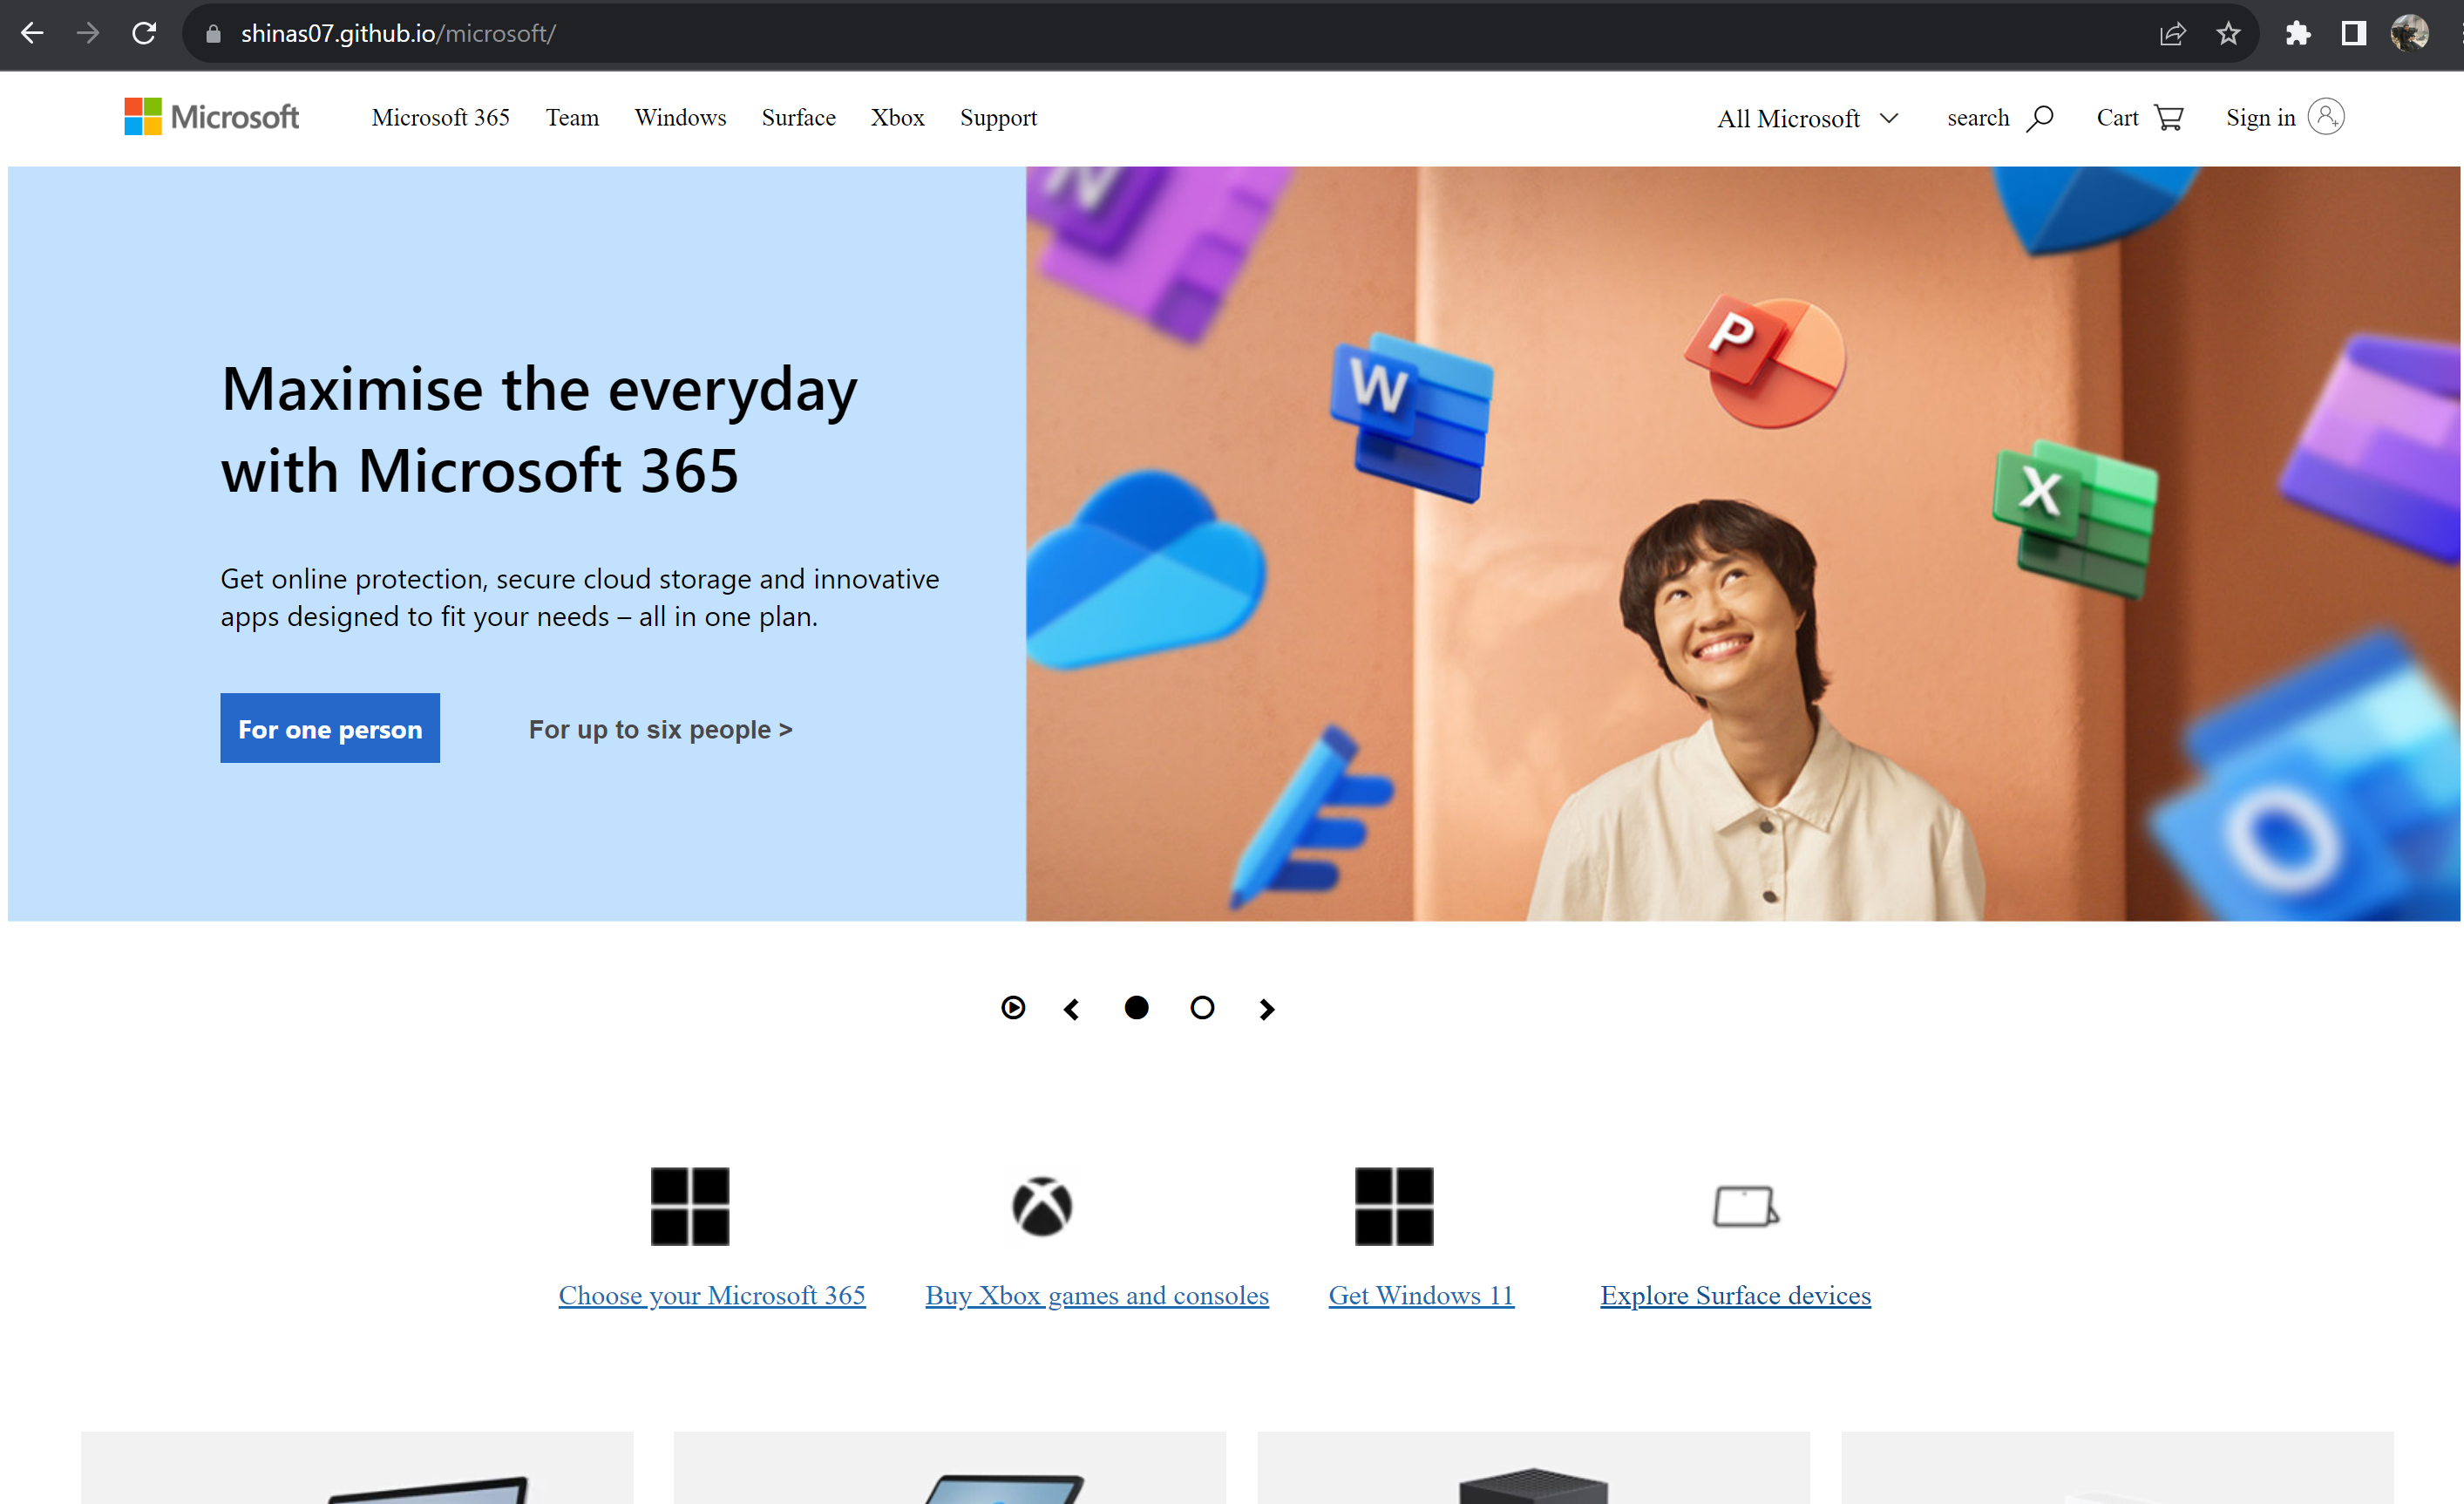 shinas07.github.io/microsoft/
Microsoft Microsoft 365 Team Windows Surface Xbox Support All Microsoft search Cart Sign in
N
W
P
X
O
Maximise the everyday
with Microsoft 365
Get online protection, secure cloud storage and innovative
apps designed to fit your needs – all in one plan.
For one person For up to six people >
Choose your Microsoft 365 Buy Xbox games and consoles Get Windows 11 Explore Surface devices